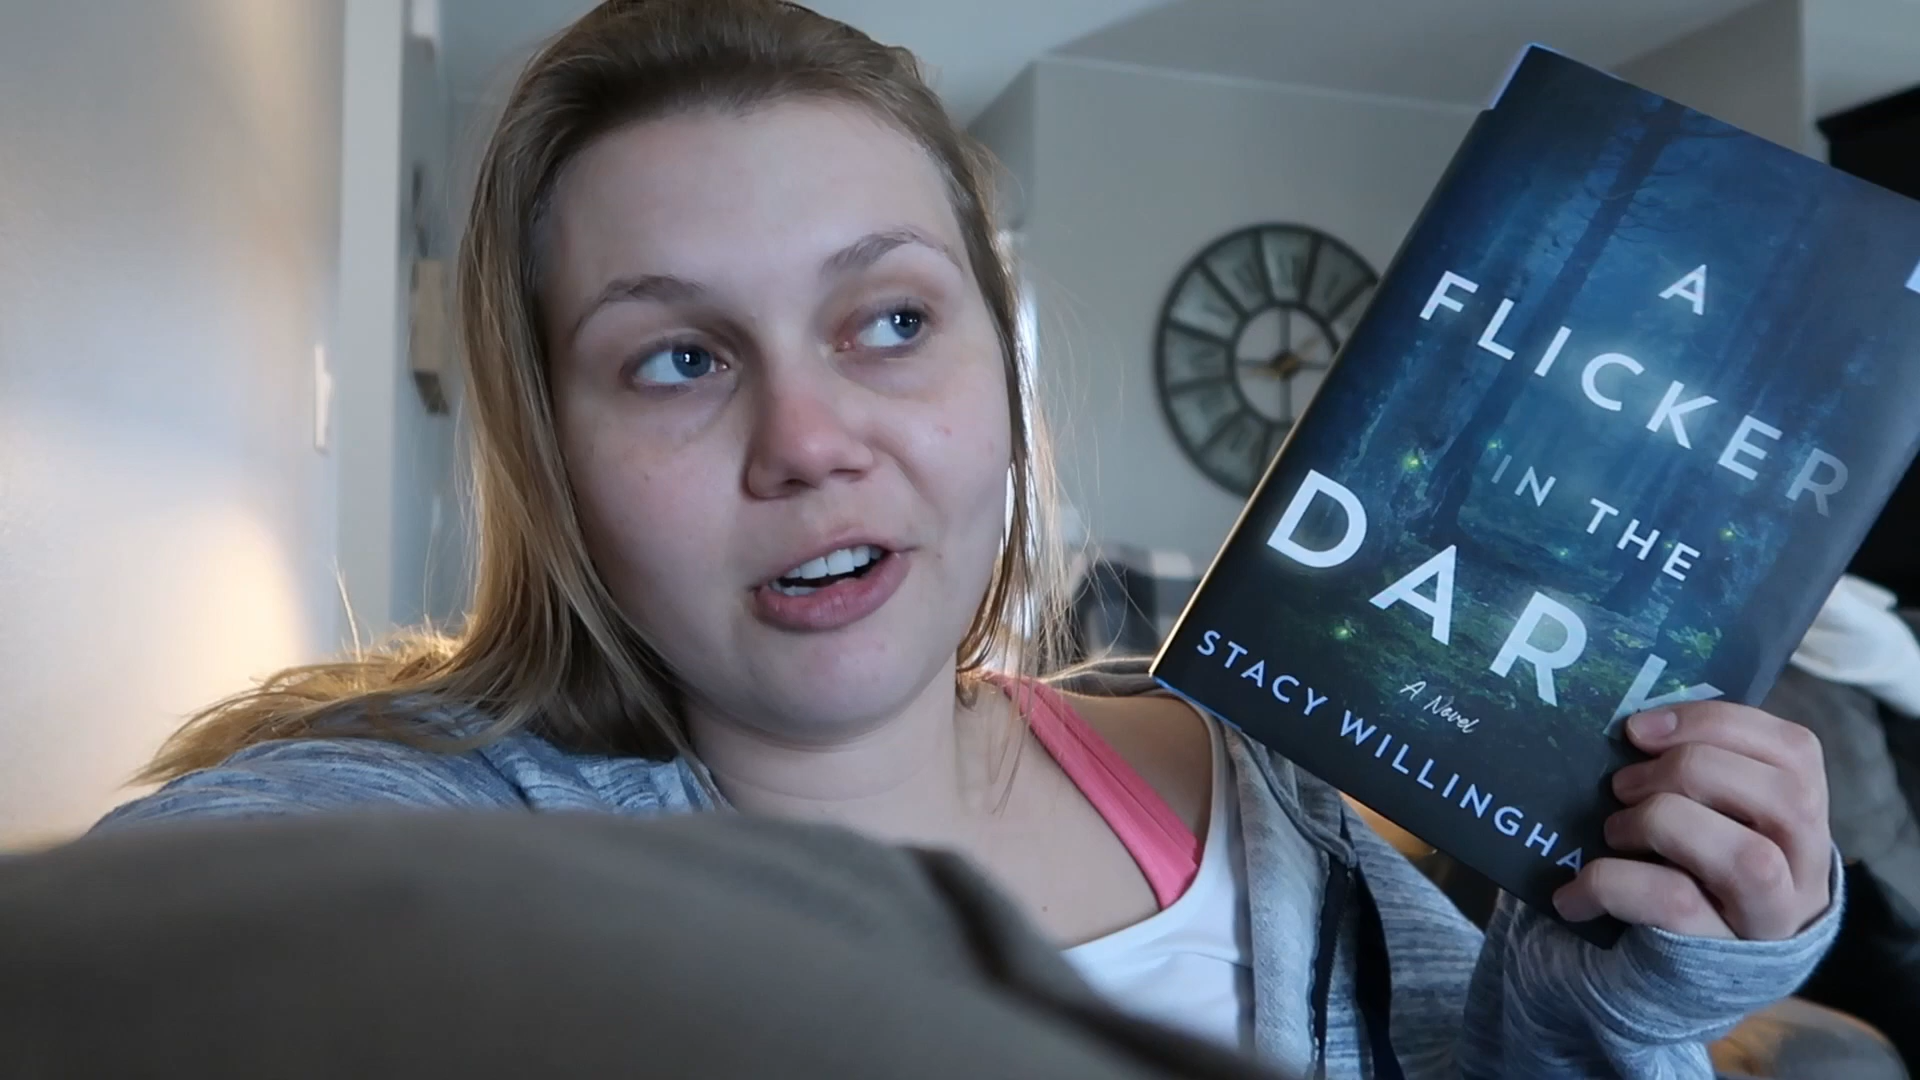 A
FLICKER
IN THE
DARK
A Novel
STACY WILLINGHA